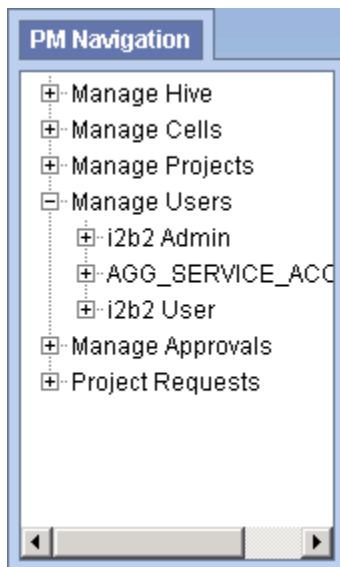 PM Navigation
Manage Hive
Manage Cells
Manage Projects
Manage Users
i2b2 Admin
AGG_SERVICE_ACC
i2b2 User
Manage Approvals
Project Requests